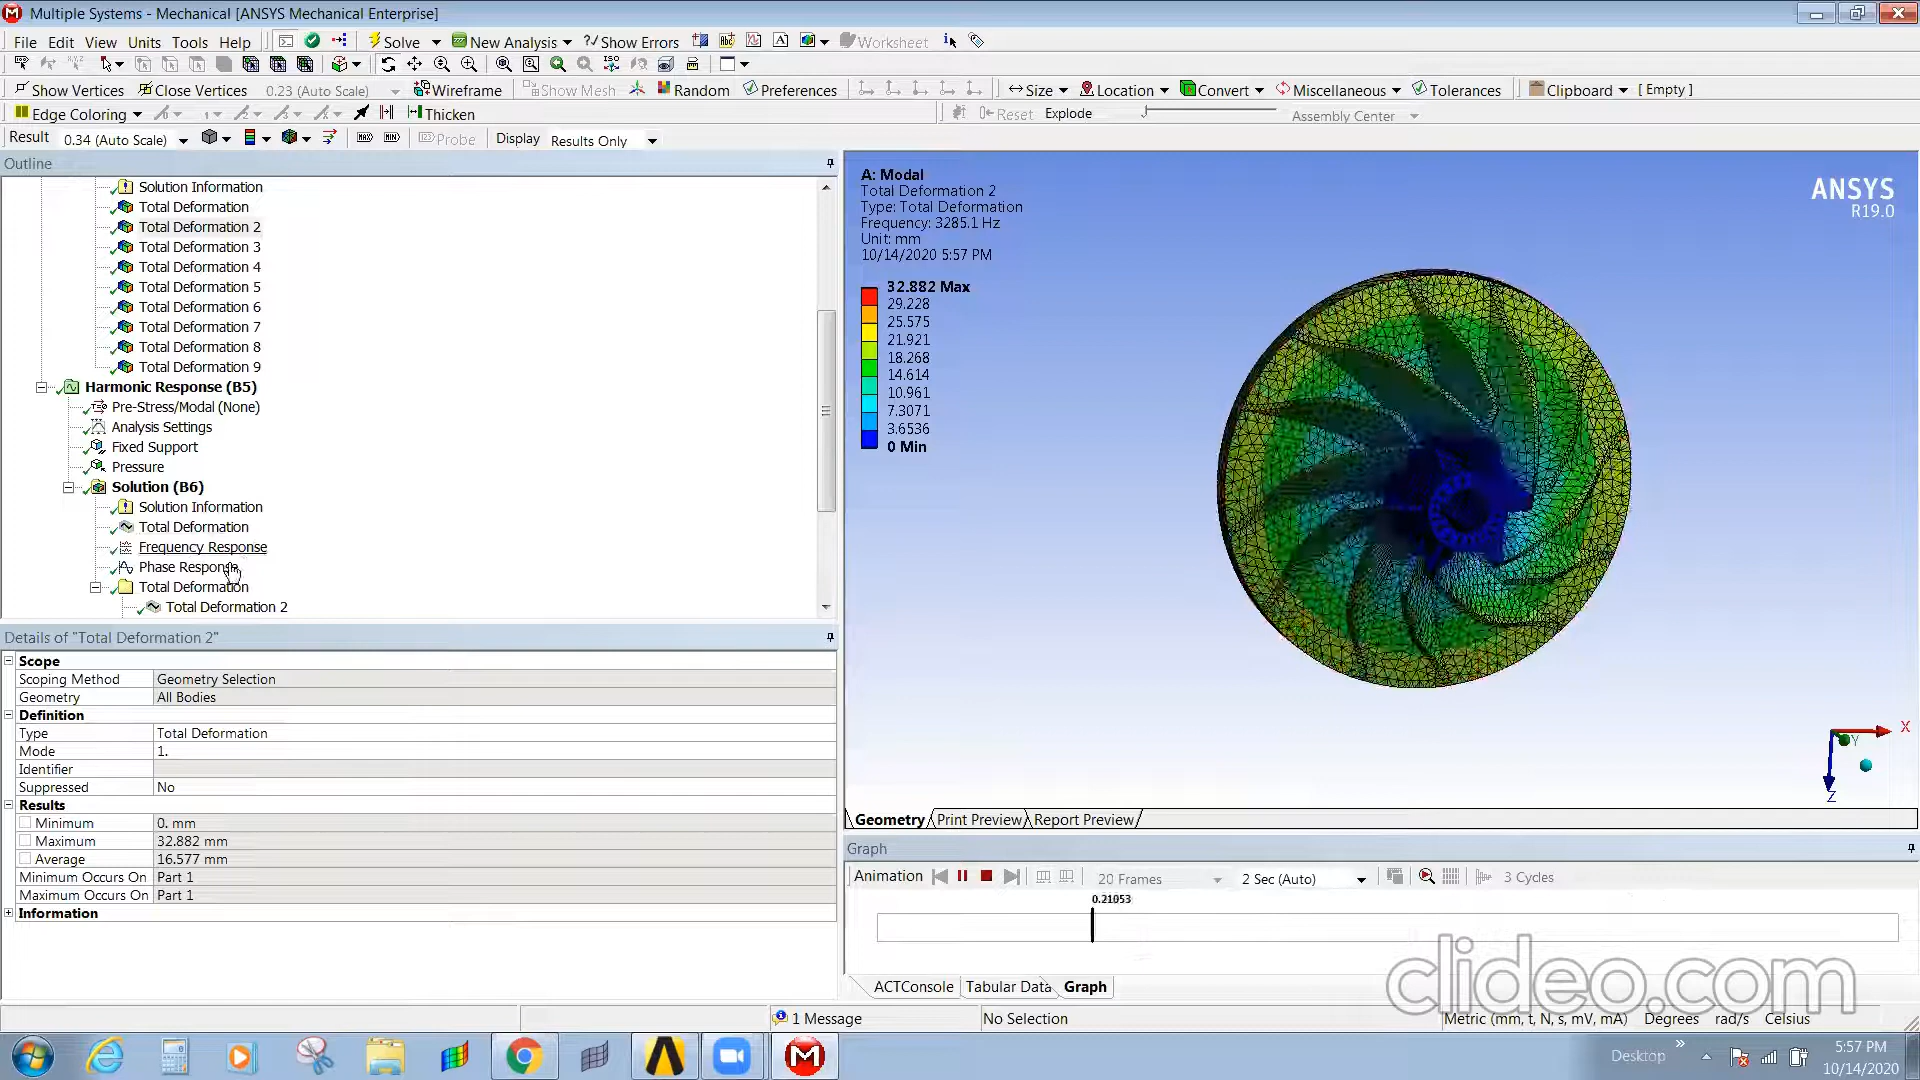 Multiple Systems - Mechanical [ANSYS Mechanical Enterprise]
File Edit View Units Tools Help Solve New Analysis ?/Show Errors Worksheet
Show Vertices Close Vertices 0.23 (Auto Scale) Wireframe Show Mesh Random Preferences Size Location Convert Miscellaneous Tolerances Clipboard [ Empty ]
Edge Coloring Thicken Reset Explode Assembly Center
Result 0.34 (Auto Scale) Probe Display Results Only
Outline
Solution Information
Total Deformation
Total Deformation 2
Total Deformation 3
Total Deformation 4
Total Deformation 5
Total Deformation 6
Total Deformation 7
Total Deformation 8
Total Deformation 9
Harmonic Response (B5)
Pre-Stress/Modal (None)
Analysis Settings
Fixed Support
Pressure
Solution (B6)
Solution Information
Total Deformation
Frequency Response
Phase Response
Total Deformation
Total Deformation 2
Details of "Total Deformation 2"
Scope
Scoping Method Geometry Selection
Geometry All Bodies
Definition
Type Total Deformation
Mode 1.
Identifier
Suppressed No
Results
Minimum 0. mm
Maximum 32.882 mm
Average 16.577 mm
Minimum Occurs On Part 1
Maximum Occurs On Part 1
Information
A: Modal
Total Deformation 2
Type: Total Deformation
Frequency: 3285.1 Hz
Unit: mm
10/14/2020 5:57 PM
32.882 Max
29.228
25.575
21.921
18.268
14.614
10.961
7.3071
3.6536
0 Min
ANSYS
R19.0
X
Y
Z
Geometry Print Preview Report Preview
Graph
Animation 20 Frames 2 Sec (Auto) 3 Cycles
0.21053
clideo.com
ACTConsole Tabular Data Graph
1 Message No Selection Metric (mm, t, N, s, mV, mA) Degrees rad/s Celsius
Desktop
5:57 PM
10/14/2020